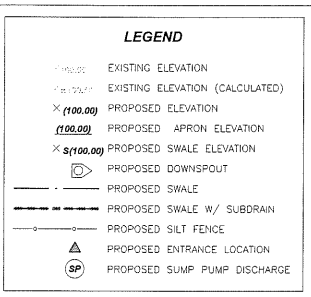 LEGEND
EXISTING ELEVATION
EXISTING ELEVATION (CALCULATED)
× (100.00) PROPOSED ELEVATION
(100.00) PROPOSED APRON ELEVATION
× S(100.00) PROPOSED SWALE ELEVATION
PROPOSED DOWNSPOUT
PROPOSED SWALE
PROPOSED SWALE W/ SUBDRAIN
PROPOSED SILT FENCE
PROPOSED ENTRANCE LOCATION
SP PROPOSED SUMP PUMP DISCHARGE